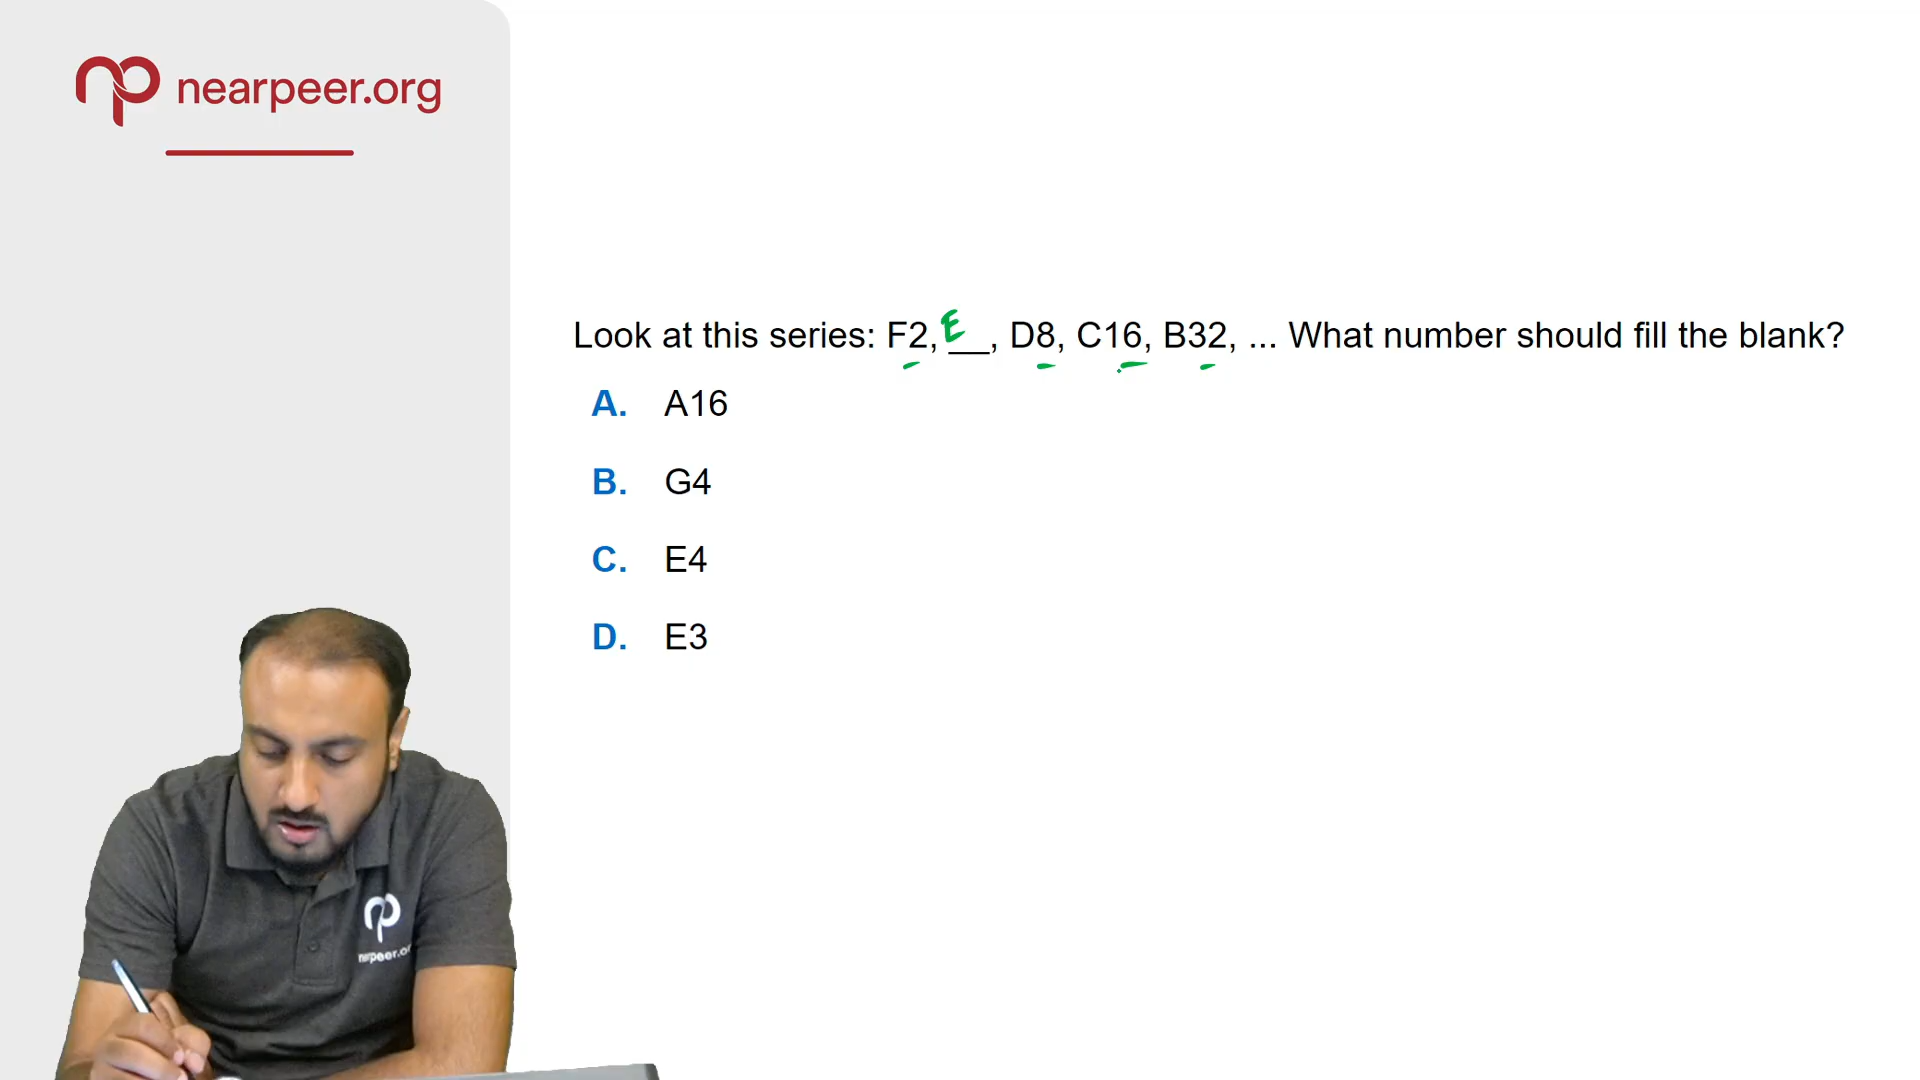 nearpeer.org
Look at this series: F2, E __, D8, C16, B32, ... What number should fill the blank?
A. A16
B. G4
C. E4
D. E3